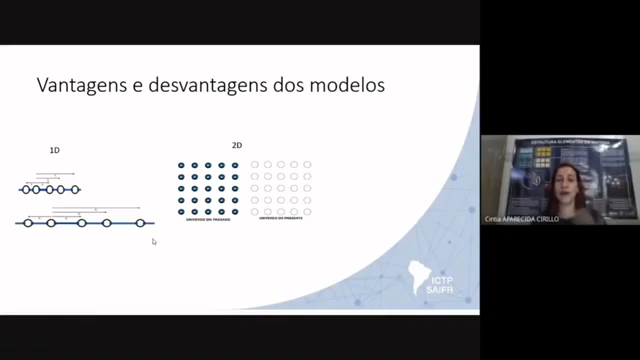 Vantagens e desvantagens dos modelos
1D
2D
UNIVERSO DO PASSADO
UNIVERSO DO PRESENTE
ICTP
SAIFR
ESTRUTURA ELEMENTAR DA MATÉRIA
Cintia APARECIDA CIRILLO